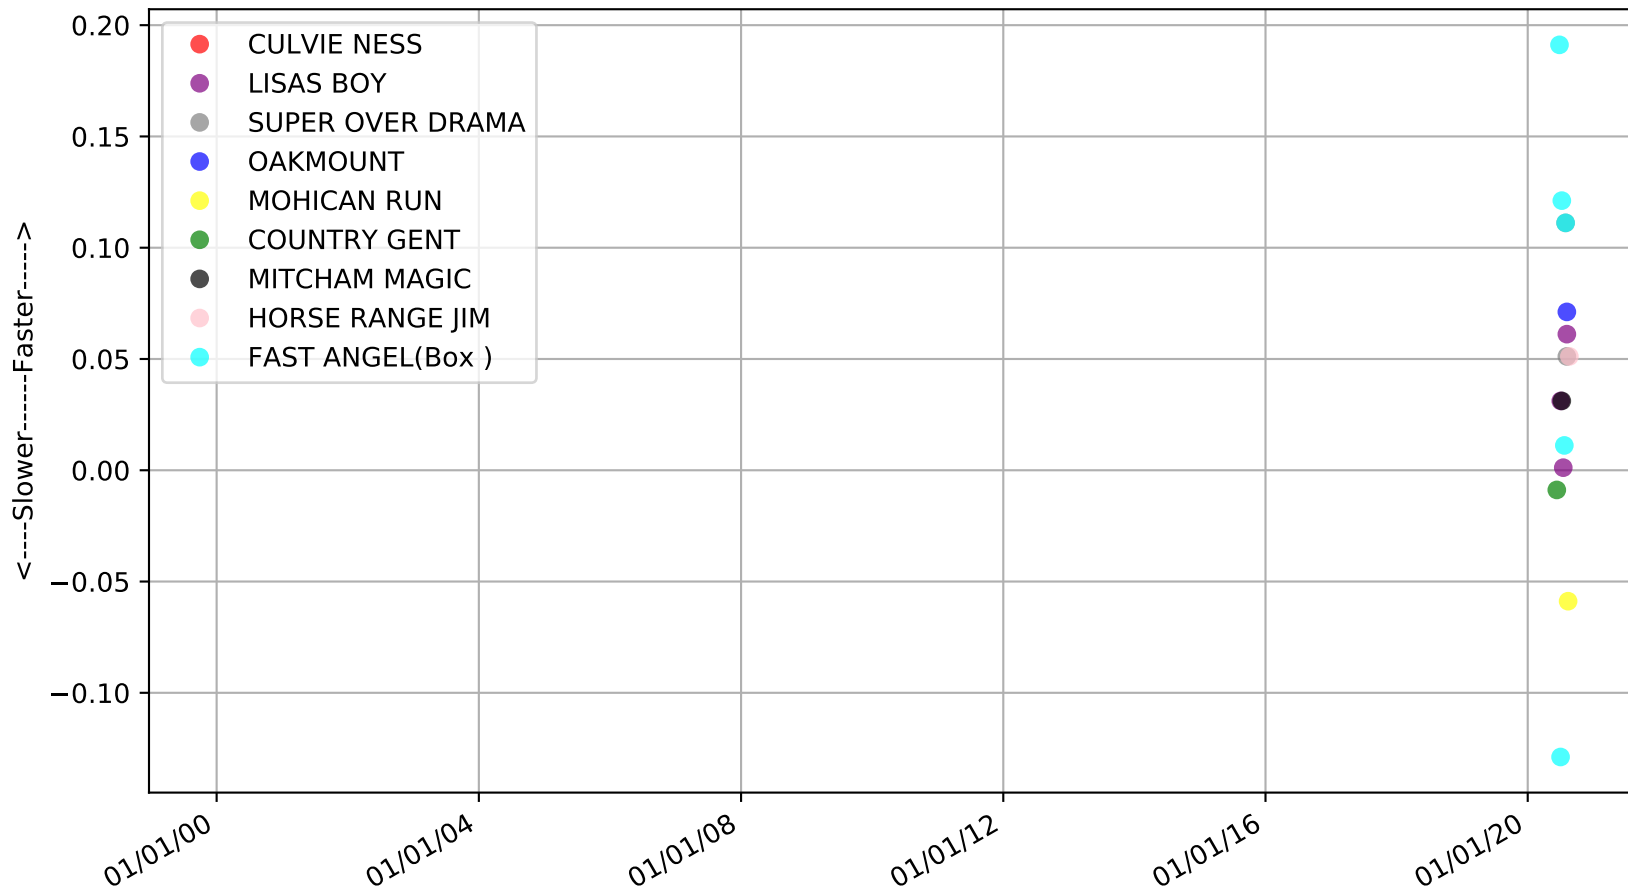 0.20
0.15
0.10
0.05
0.00
−0.05
−0.10
<----Slower------Faster----->
CULVIE NESS
LISAS BOY
SUPER OVER DRAMA
OAKMOUNT
MOHICAN RUN
COUNTRY GENT
MITCHAM MAGIC
HORSE RANGE JIM
FAST ANGEL(Box )
01/01/00
01/01/04
01/01/08
01/01/12
01/01/16
01/01/20